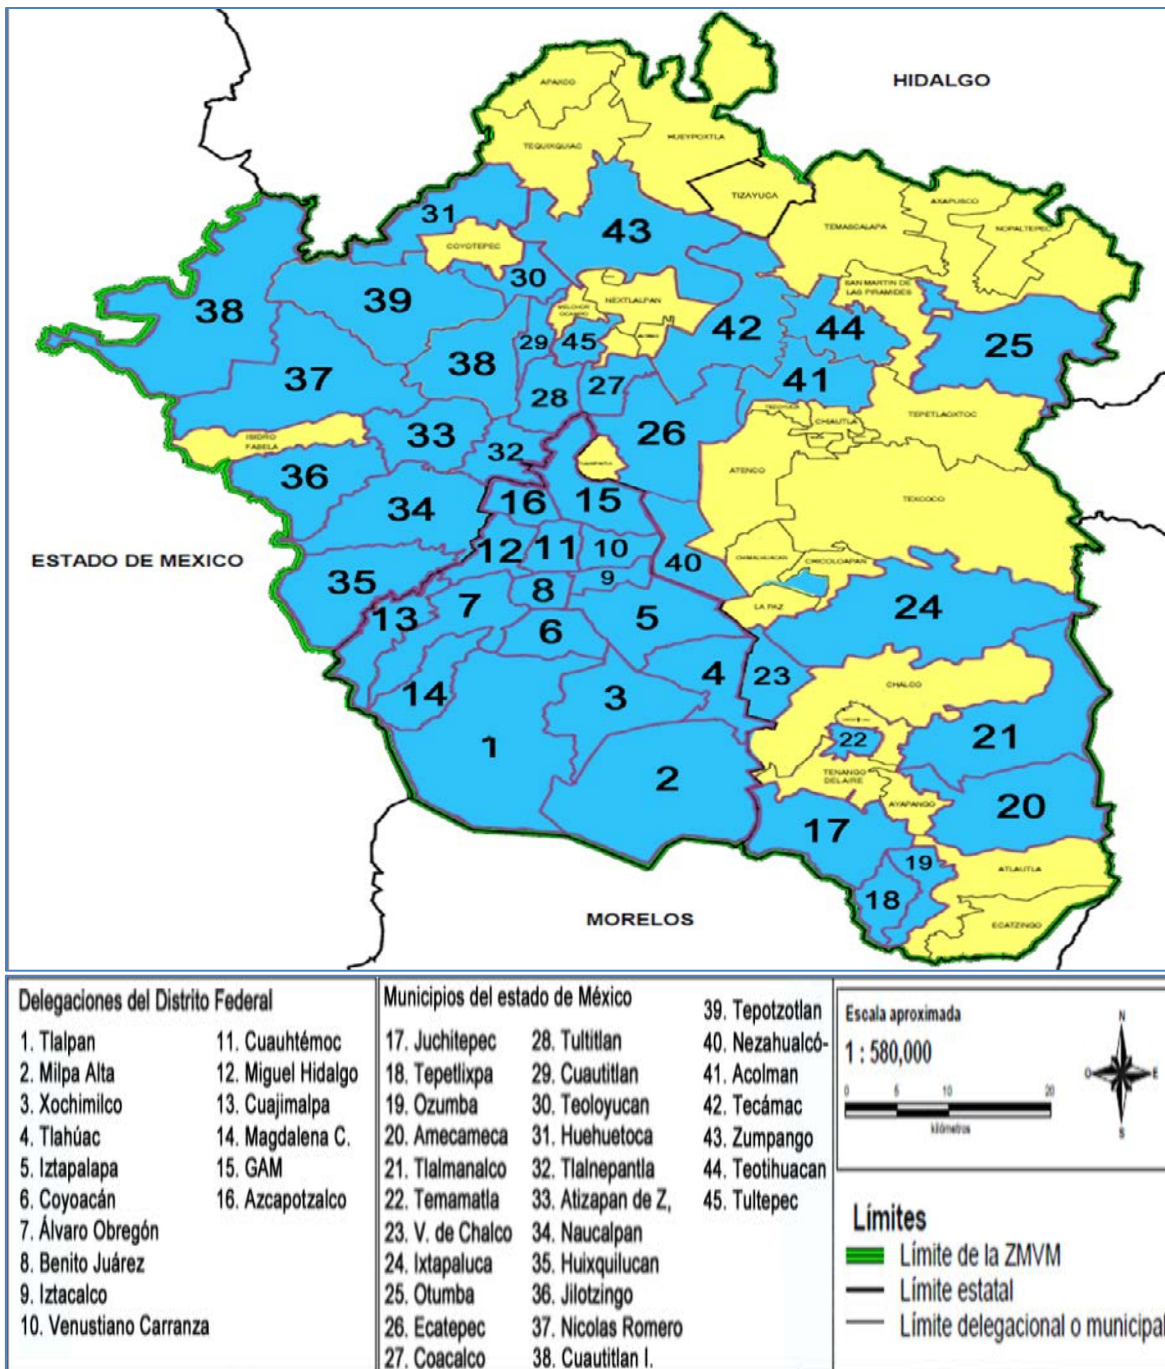 HIDALGO
APAXCO
HUEYPOXTLA
TEQUIXQUIAC
TIZAYUCA
AXAPUSCO
31
43
TEMASCALAPA
NOPALTEPEC
COYOTEPEC
30
SAN MARTIN DE
LAS PIRAMIDES
39
NEXTLALPAN
38
MELCHOR
OCAMPO
42
44
29
45
25
38
37
41
28
27
TEPETLAOXTOC
33
26
CHIAUTLA
ISIDRO
FABELA
32
36
ATENCO
15
TEXCOCO
16
34
12
11
10
ESTADO DE MEXICO
40
CHIMALHUACAN
CHICOLOAPAN
35
9
7
8
LA PAZ
24
13
5
6
4
23
14
3
CHALCO
1
22
21
2
TENANGO
DEL AIRE
AYAPANGO
20
17
19
ATLAUTLA
18
MORELOS
ECATZINGO
Delegaciones del Distrito Federal
1. Tlalpan
2. Milpa Alta
3. Xochimilco
4. Tlahúac
5. Iztapalapa
6. Coyoacán
7. Álvaro Obregón
8. Benito Juárez
9. Iztacalco
10. Venustiano Carranza
11. Cuauhtémoc
12. Miguel Hidalgo
13. Cuajimalpa
14. Magdalena C.
15. GAM
16. Azcapotzalco
Municipios del estado de México
17. Juchitepec
18. Tepetlixpa
19. Ozumba
20. Amecameca
21. Tlalmanalco
22. Temamatla
23. V. de Chalco
24. Ixtapaluca
25. Otumba
26. Ecatepec
27. Coacalco
28. Tultitlan
29. Cuautitlan
30. Teoloyucan
31. Huehuetoca
32. Tlalnepantla
33. Atizapan de Z,
34. Naucalpan
35. Huixquilucan
36. Jilotzingo
37. Nicolas Romero
38. Cuautitlan I.
39. Tepotzotlan
40. Nezahualcó-
41. Acolman
42. Tecámac
43. Zumpango
44. Teotihuacan
45. Tultepec
Escala aproximada
1 : 580,000
0 5 10 20
kilómetros
N
O E
S
Límites
Límite de la ZMVM
Límite estatal
Límite delegacional o municipal